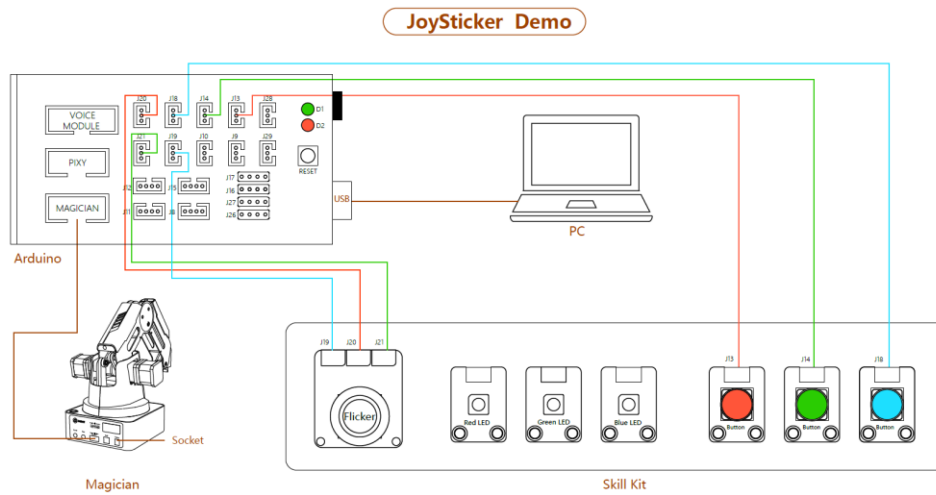 JoySticker Demo
J20
J18
J14
J13
J28
VOICE
MODULE
D1
D2
J21
J19
J10
J9
J29
PIXY
RESET
J17
J12
J15
J16
USB
MAGICIAN
J27
J11
J8
J26
PC
Arduino
J19
J20
J21
J13
J14
J18
Flicker
Red LED
Green LED
Blue LED
Button
Button
Button
Socket
Magician
Skill Kit